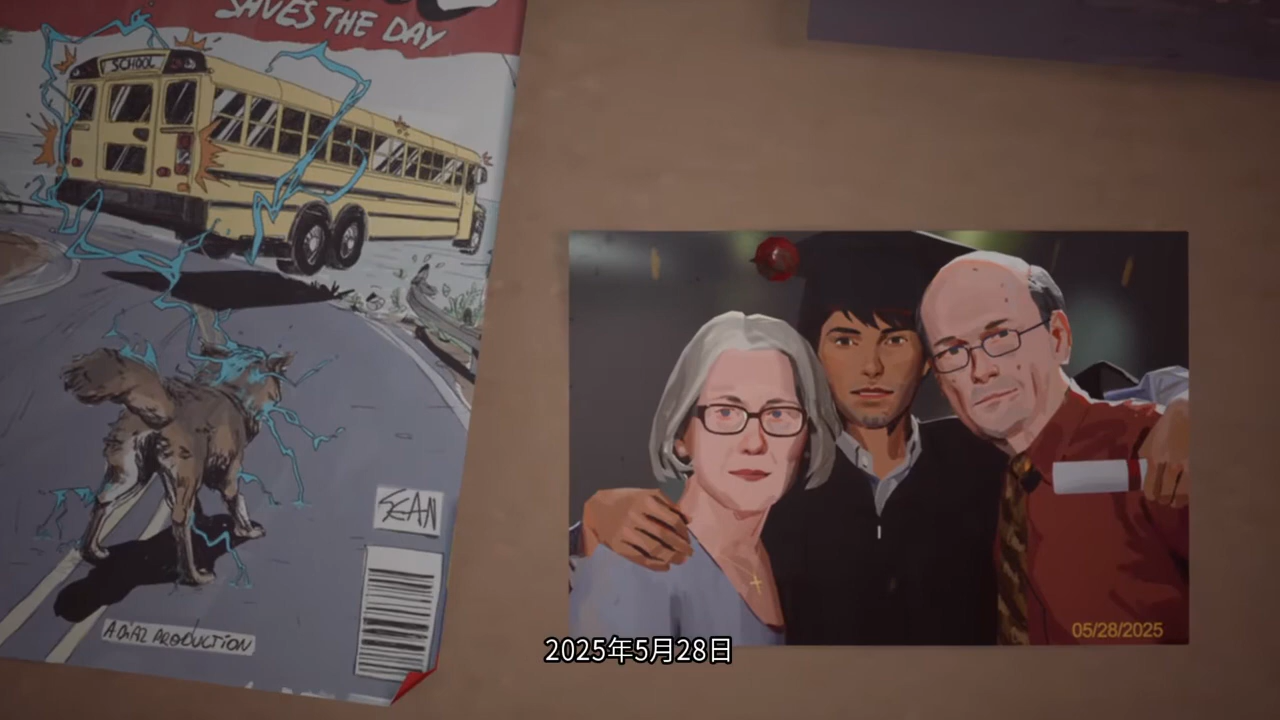 SAVES THE DAY
SCHOOL
SEAN
A DiAZ PRODUCTION
05/28/2025
2025年5月28日